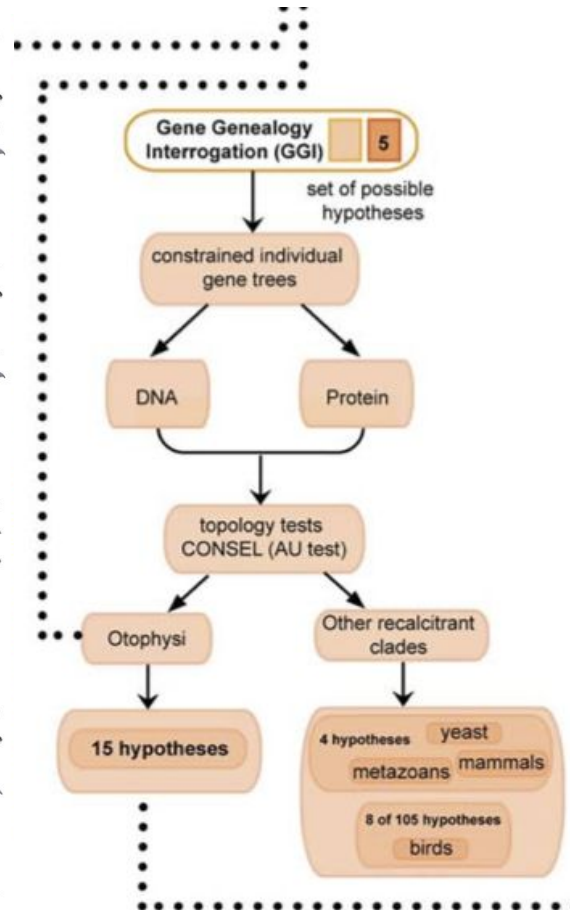 Gene Genealogy
Interrogation (GGI)
5
set of possible
hypotheses
constrained individual
gene trees
DNA
Protein
topology tests
CONSEL (AU test)
Otophysi
Other recalcitrant
clades
15 hypotheses
4 hypotheses
yeast
metazoans
mammals
8 of 105 hypotheses
birds